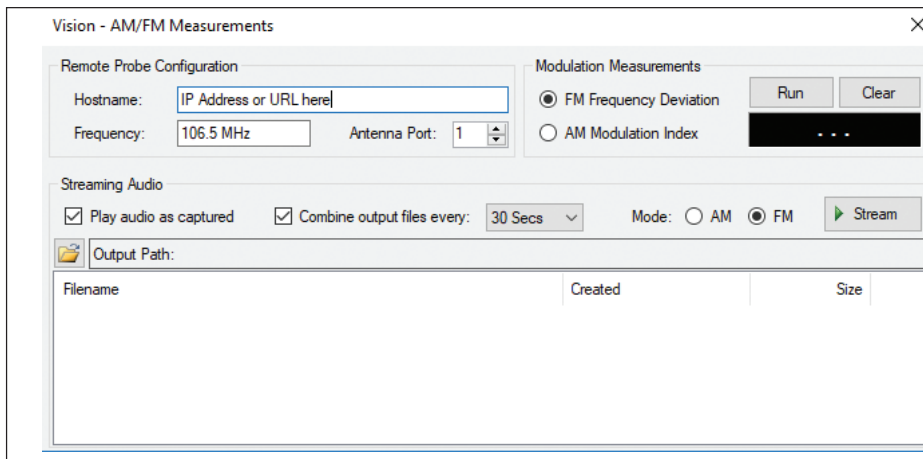 Vision - AM/FM Measurements
Remote Probe Configuration
Hostname: IP Address or URL here
Frequency: 106.5 MHz Antenna Port: 1
Modulation Measurements
FM Frequency Deviation Run Clear
AM Modulation Index - - -
Streaming Audio
Play audio as captured Combine output files every: 30 Secs Mode: AM FM Stream
Output Path:
Filename Created Size